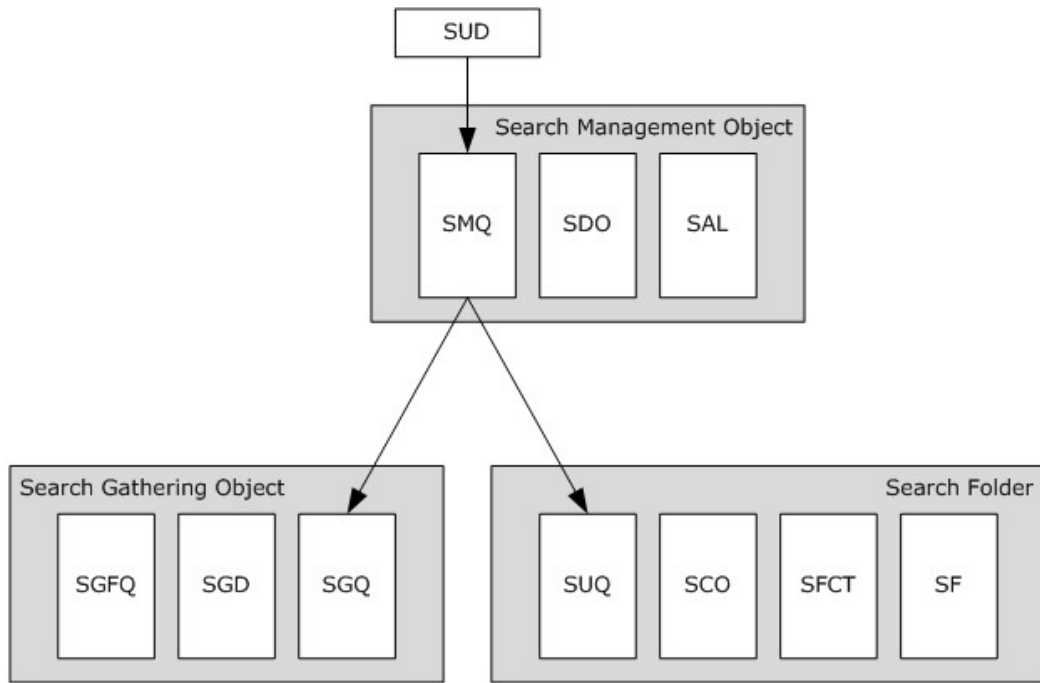 SUD
Search Management Object
SMQ
SDO
SAL
Search Gathering Object
SGFQ
SGD
SGQ
Search Folder
SUQ
SCO
SFCT
SF